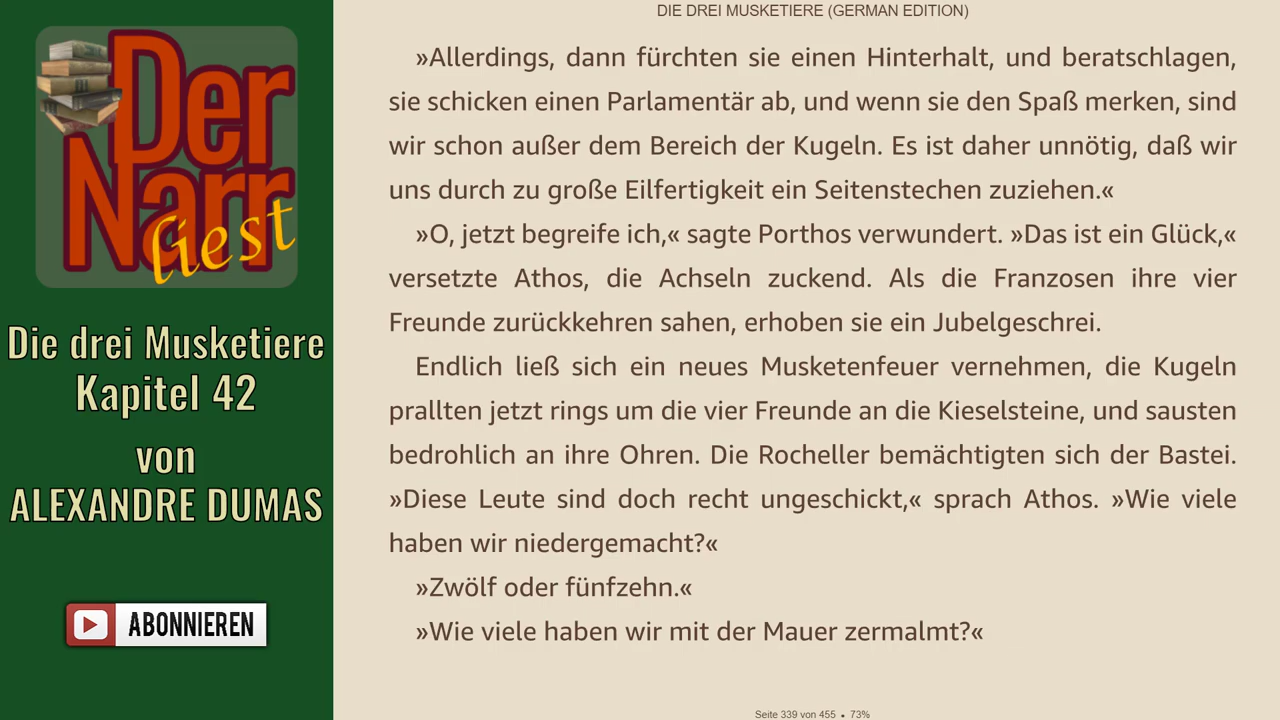 Der
Narr
liest
Die drei Musketiere
Kapitel 42
von
ALEXANDRE DUMAS
ABONNIEREN
DIE DREI MUSKETIERE (GERMAN EDITION)
»Allerdings, dann fürchten sie einen Hinterhalt, und beratschlagen,
sie schicken einen Parlamentär ab, und wenn sie den Spaß merken, sind
wir schon außer dem Bereich der Kugeln. Es ist daher unnötig, daß wir
uns durch zu große Eilfertigkeit ein Seitenstechen zuziehen.«
»O, jetzt begreife ich,« sagte Porthos verwundert. »Das ist ein Glück,«
versetzte Athos, die Achseln zuckend. Als die Franzosen ihre vier
Freunde zurückkehren sahen, erhoben sie ein Jubelgeschrei.
Endlich ließ sich ein neues Musketenfeuer vernehmen, die Kugeln
prallten jetzt rings um die vier Freunde an die Kieselsteine, und sausten
bedrohlich an ihre Ohren. Die Rocheller bemächtigten sich der Bastei.
»Diese Leute sind doch recht ungeschickt,« sprach Athos. »Wie viele
haben wir niedergemacht?«
»Zwölf oder fünfzehn.«
»Wie viele haben wir mit der Mauer zermalmt?«
Seite 339 von 455 • 73%